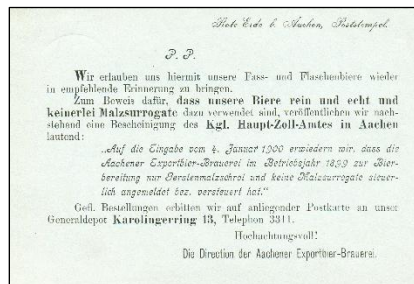 Rote Erde b. Aachen, Poststempel.
P. P.
Wir erlauben uns hiermit unsere Fass- und Flaschenbiere wieder
in empfehlende Erinnerung zu bringen.
Zum Beweis dafür, dass unsere Biere rein und echt und
keinerlei Malzsurrogate dazu verwendet sind, veröffentlichen wir nach-
stehend eine Bescheinigung des Kgl. Haupt-Zoll-Amtes in Aachen
lautend:
„Auf die Eingabe vom 4. Januar 1900 erwiedern wir, dass die
Aachener Exportbier-Brauerei im Betriebsjahr 1899 zur Bier-
bereitung nur Gerstenmalzschrot und keine Malzsurrogate steuer-
lich angemeldet bez. versteuert hat."
Gefl. Bestellungen erbitten wir auf anliegender Postkarte an unser
Generaldepot Karolingerring 13, Telephon 3311.
Hochachtungsvoll!
Die Direction der Aachener Exportbier-Brauerei.